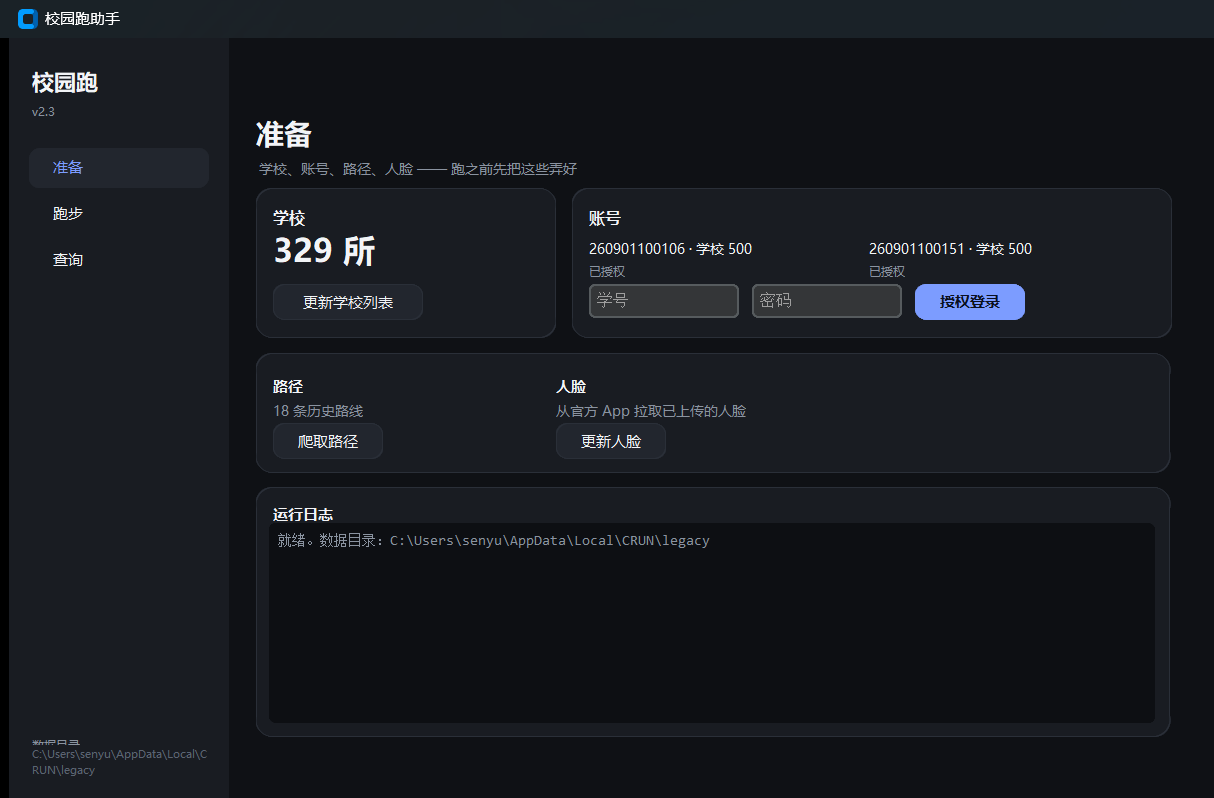 校园跑助手
校园跑
v2.3
准备
跑步
查询
数据目录
C:\Users\senyu\AppData\Local\C
RUN\legacy
准备
学校、账号、路径、人脸 —— 跑之前先把这些弄好
学校
329 所
更新学校列表
账号
260901100106 · 学校 500
已授权
260901100151 · 学校 500
已授权
学号
密码
授权登录
路径
18 条历史路线
爬取路径
人脸
从官方 App 拉取已上传的人脸
更新人脸
运行日志
就绪。数据目录：C:\Users\senyu\AppData\Local\CRUN\legacy